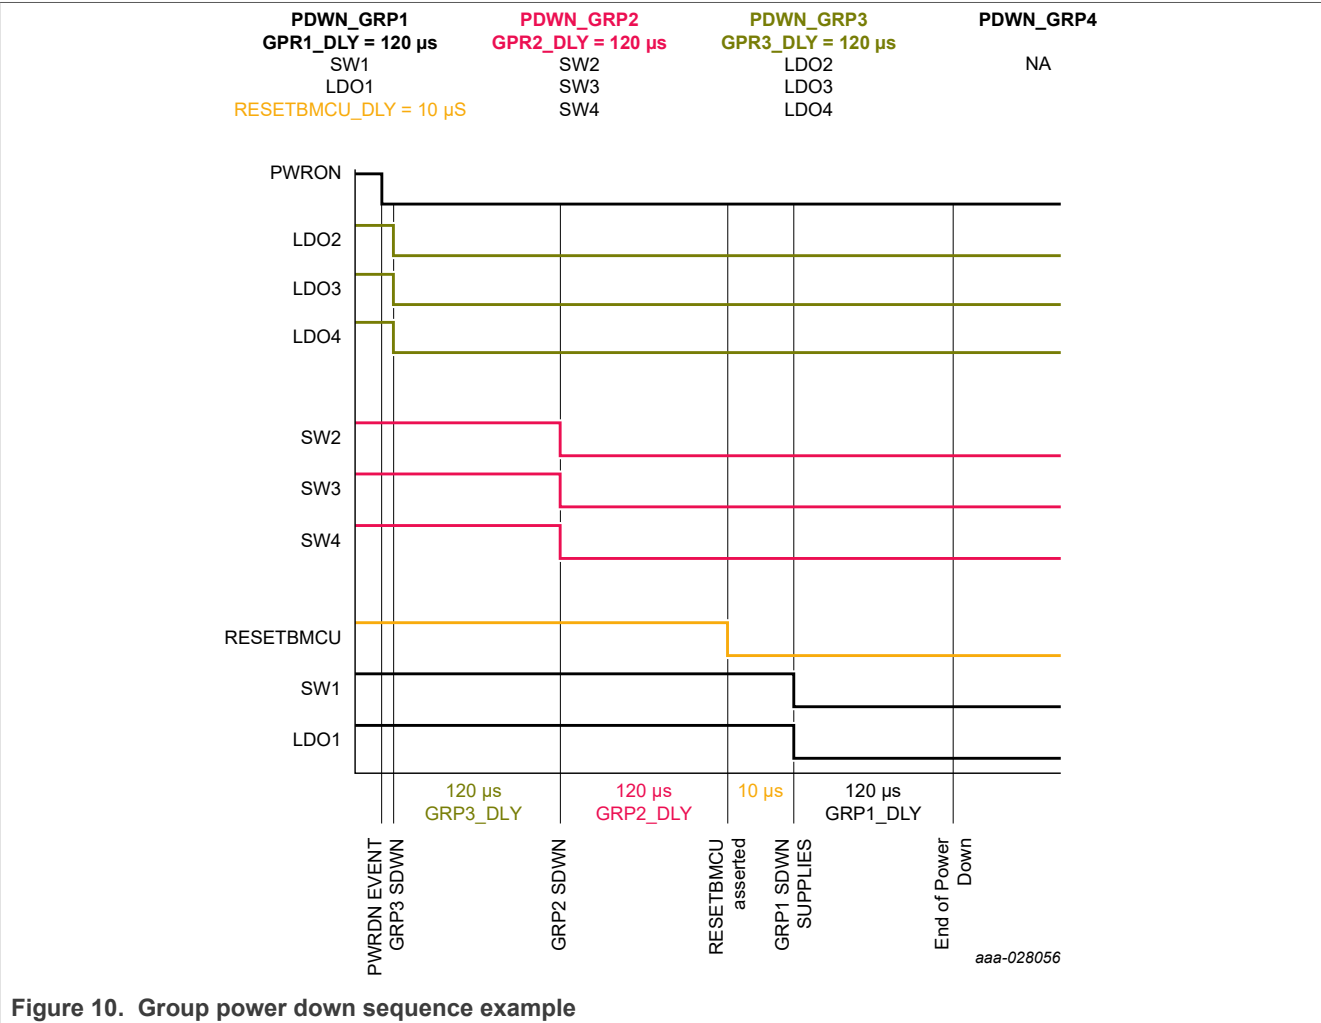 PDWN_GRP1 PDWN_GRP2 PDWN_GRP3 PDWN_GRP4
GPR1_DLY = 120 µs GPR2_DLY = 120 µs GPR3_DLY = 120 µs
SW1 SW2 LDO2 NA
LDO1 SW3 LDO3
RESETBMCU_DLY = 10 µS SW4 LDO4
PWRON
LDO2
LDO3
LDO4
SW2
SW3
SW4
RESETBMCU
SW1
LDO1
120 µs 120 µs 10 µs 120 µs
GRP3_DLY GRP2_DLY GRP1_DLY
PWRDN EVENT
GRP3 SDWN
GRP2 SDWN
RESETBMCU
asserted
GRP1 SDWN
SUPPLIES
End of Power
Down
aaa-028056
Figure 10. Group power down sequence example